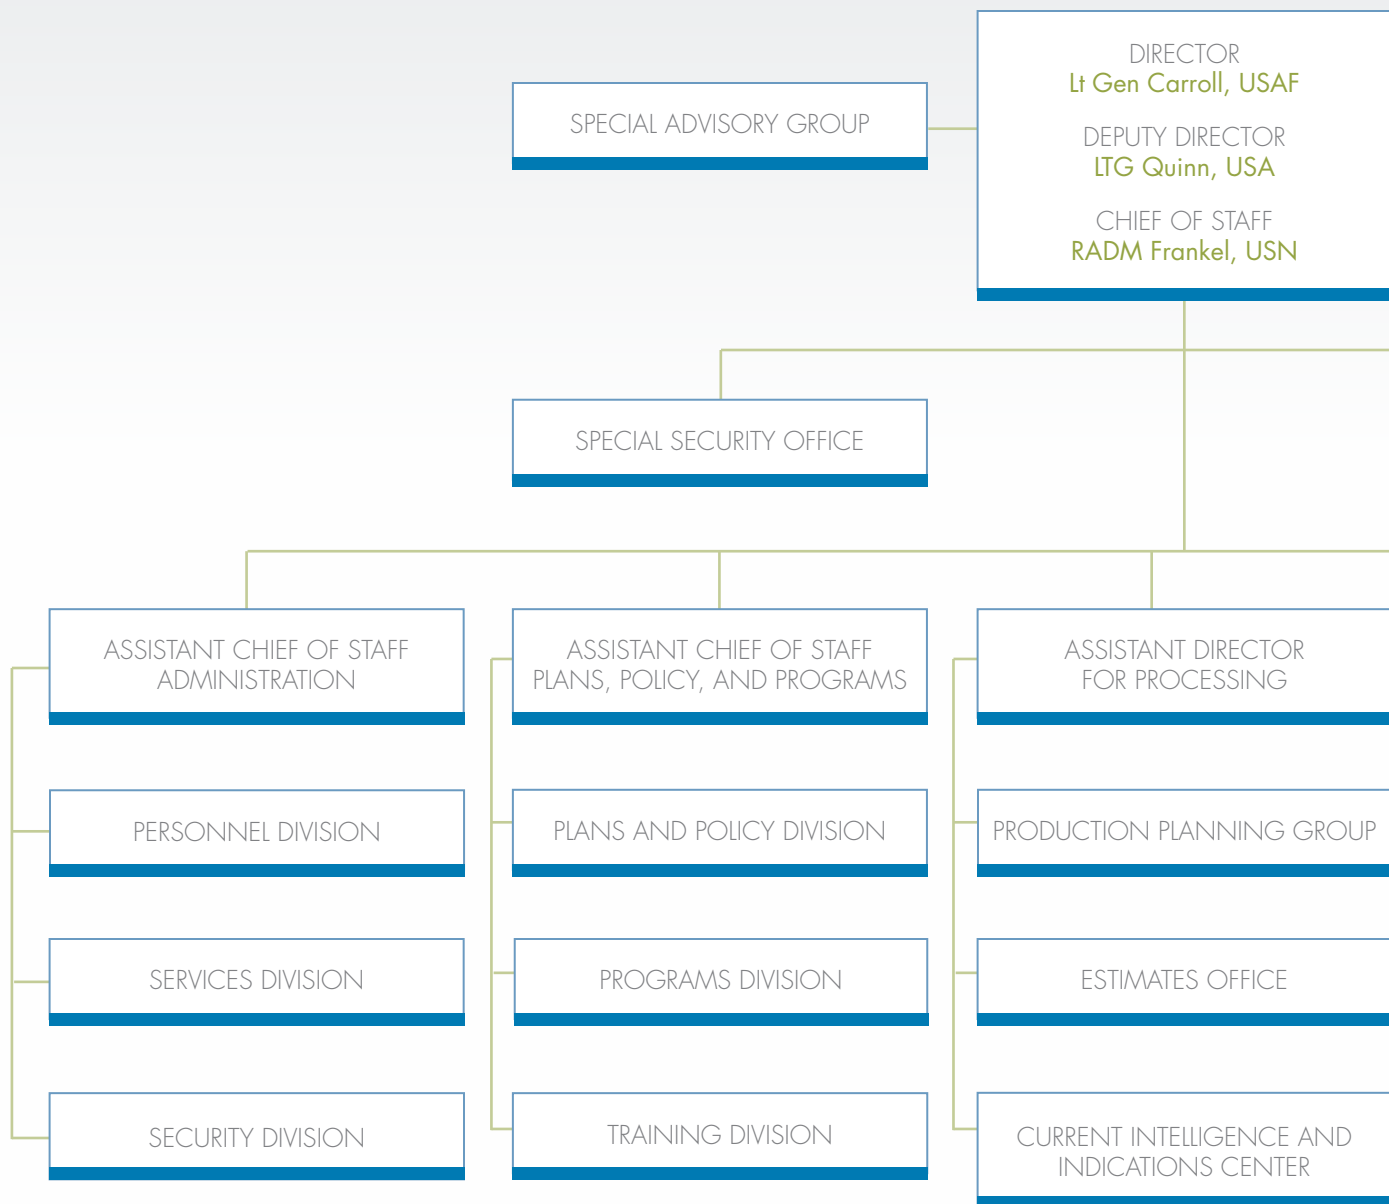 DIRECTOR
Lt Gen Carroll, USAF
DEPUTY DIRECTOR
LTG Quinn, USA
CHIEF OF STAFF
RADM Frankel, USN
SPECIAL ADVISORY GROUP
SPECIAL SECURITY OFFICE
ASSISTANT CHIEF OF STAFF
ADMINISTRATION
PERSONNEL DIVISION
SERVICES DIVISION
SECURITY DIVISION
ASSISTANT CHIEF OF STAFF
PLANS, POLICY, AND PROGRAMS
PLANS AND POLICY DIVISION
PROGRAMS DIVISION
TRAINING DIVISION
ASSISTANT DIRECTOR
FOR PROCESSING
PRODUCTION PLANNING GROUP
ESTIMATES OFFICE
CURRENT INTELLIGENCE AND
INDICATIONS CENTER